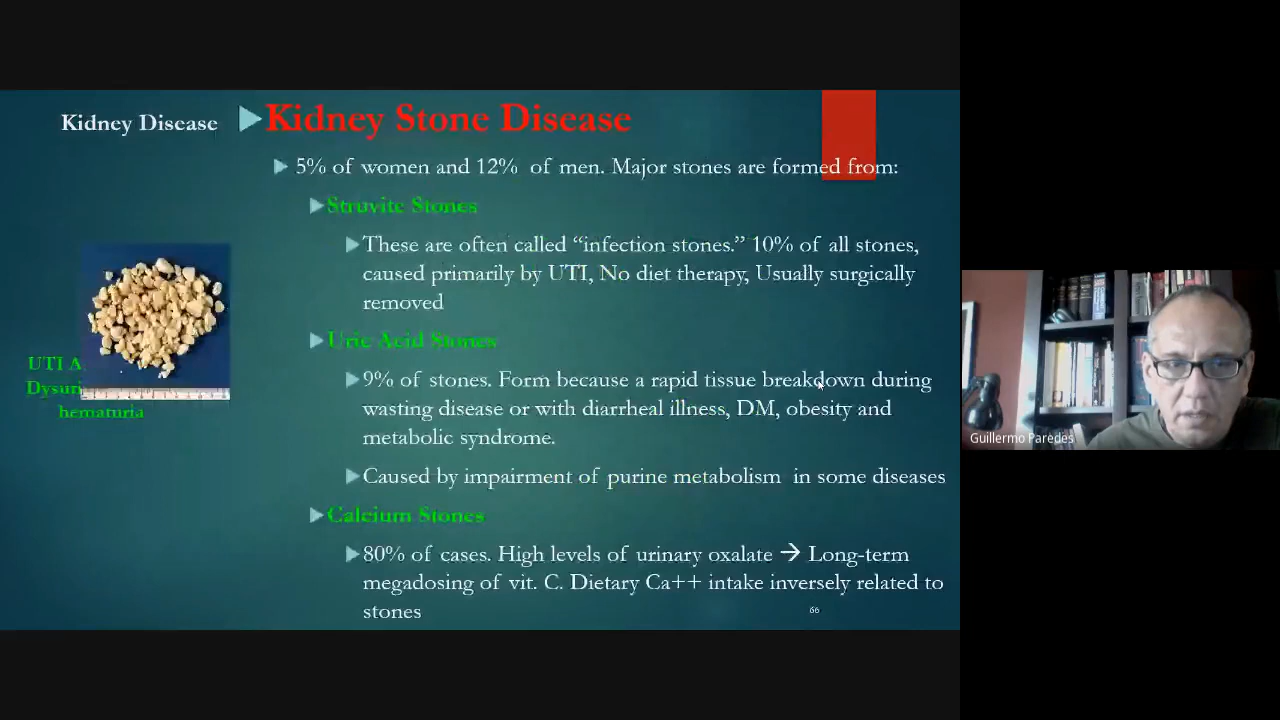 Kidney Disease
Kidney Stone Disease
5% of women and 12% of men. Major stones are formed from:
Struvite Stones
These are often called “infection stones.” 10% of all stones,
caused primarily by UTI, No diet therapy, Usually surgically
removed
Uric Acid Stones
9% of stones. Form because a rapid tissue breakdown during
wasting disease or with diarrheal illness, DM, obesity and
metabolic syndrome.
Caused by impairment of purine metabolism in some diseases
Calcium Stones
80% of cases. High levels of urinary oxalate → Long-term
megadosing of vit. C. Dietary Ca++ intake inversely related to
stones
66
UTI A
Dysuri
hematuria
Guillermo Paredes